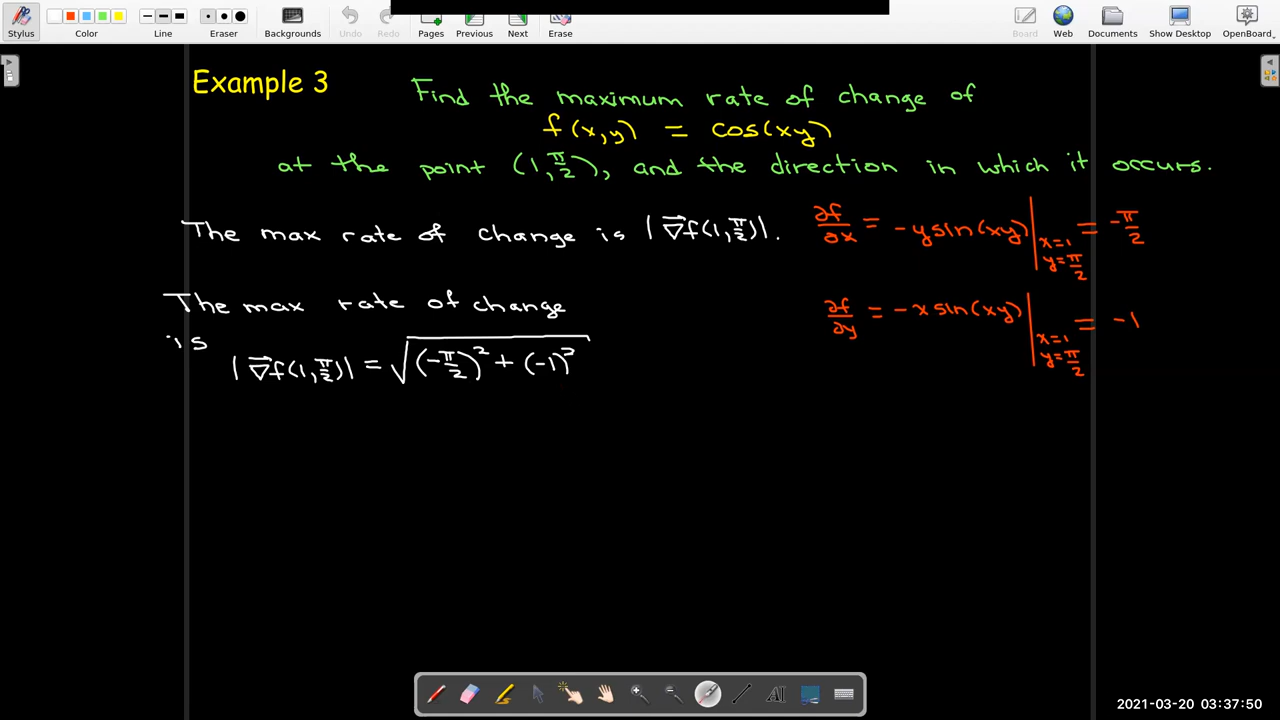 Stylus Color Line Eraser Backgrounds Undo Redo Pages Previous Next Erase Board Web Documents Show Desktop OpenBoard
Example 3 Find the maximum rate of change of
f(x,y) = cos(xy)
at the point (1, π/2), and the direction in which it occurs.
The max rate of change is |∇⃗f(1, π/2)|.
∂f/∂x = -y sin(xy) | x=1 y=π/2 = -π/2
The max rate of change
is
∂f/∂y = -x sin(xy) | x=1 y=π/2 = -1
|∇⃗f(1, π/2)| = √((-π/2)² + (-1)²)
AI
2021-03-20 03:37:50